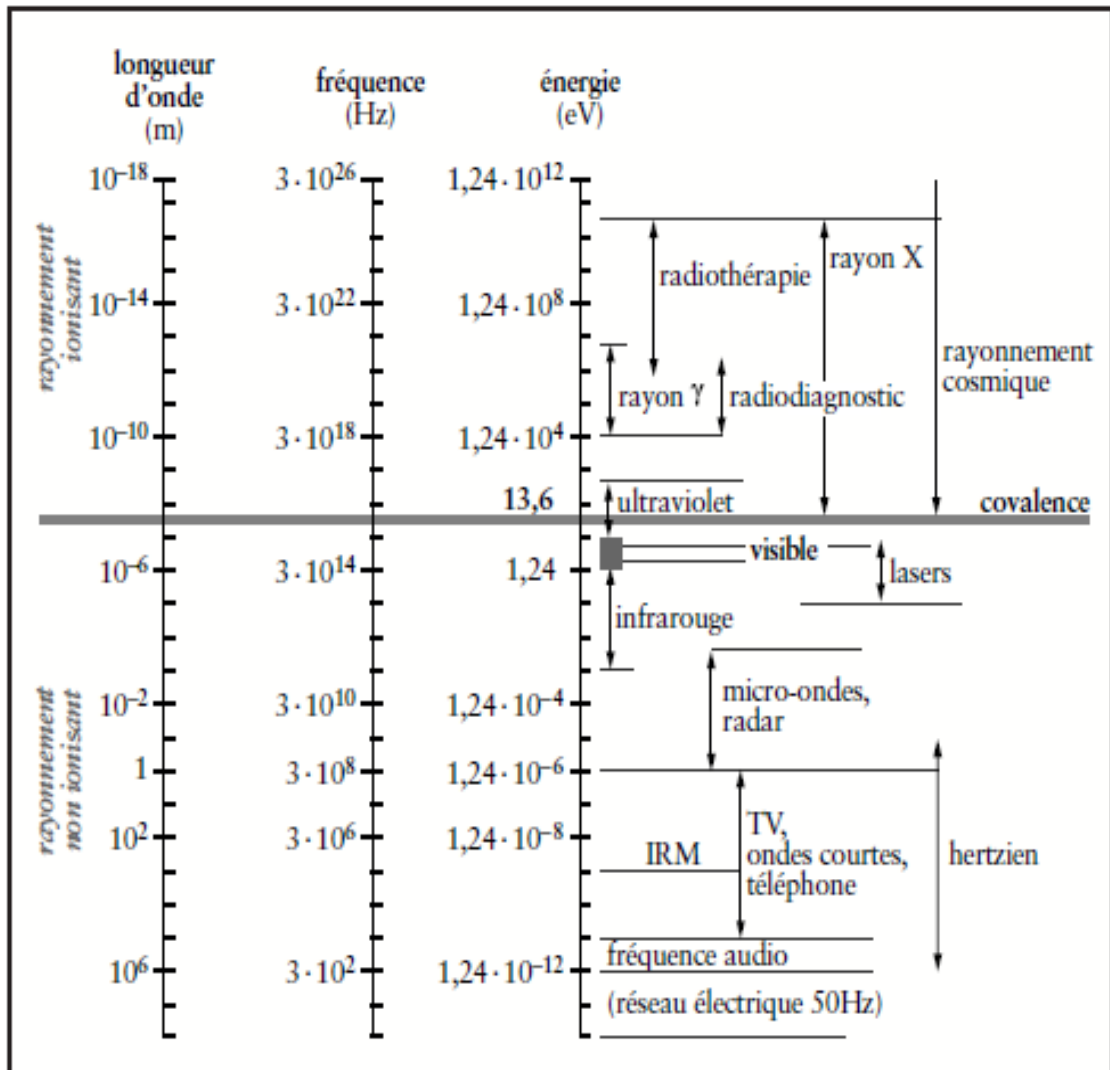 longueur
d'onde
(m)
fréquence
(Hz)
énergie
(eV)
10⁻¹⁸
3·10²⁶
1,24·10¹²
rayon X
radiothérapie
10⁻¹⁴
3·10²²
1,24·10⁸
rayonnement
ionisant
rayonnement
cosmique
rayon γ
radiodiagnostic
10⁻¹⁰
3·10¹⁸
1,24·10⁴
13,6
ultraviolet
covalence
visible
10⁻⁶
3·10¹⁴
1,24
lasers
infrarouge
10⁻²
3·10¹⁰
1,24·10⁻⁴
micro-ondes,
radar
rayonnement
non ionisant
1
3·10⁸
1,24·10⁻⁶
10²
3·10⁶
1,24·10⁻⁸
TV,
ondes courtes,
téléphone
IRM
hertzien
fréquence audio
10⁶
3·10²
1,24·10⁻¹²
(réseau électrique 50Hz)